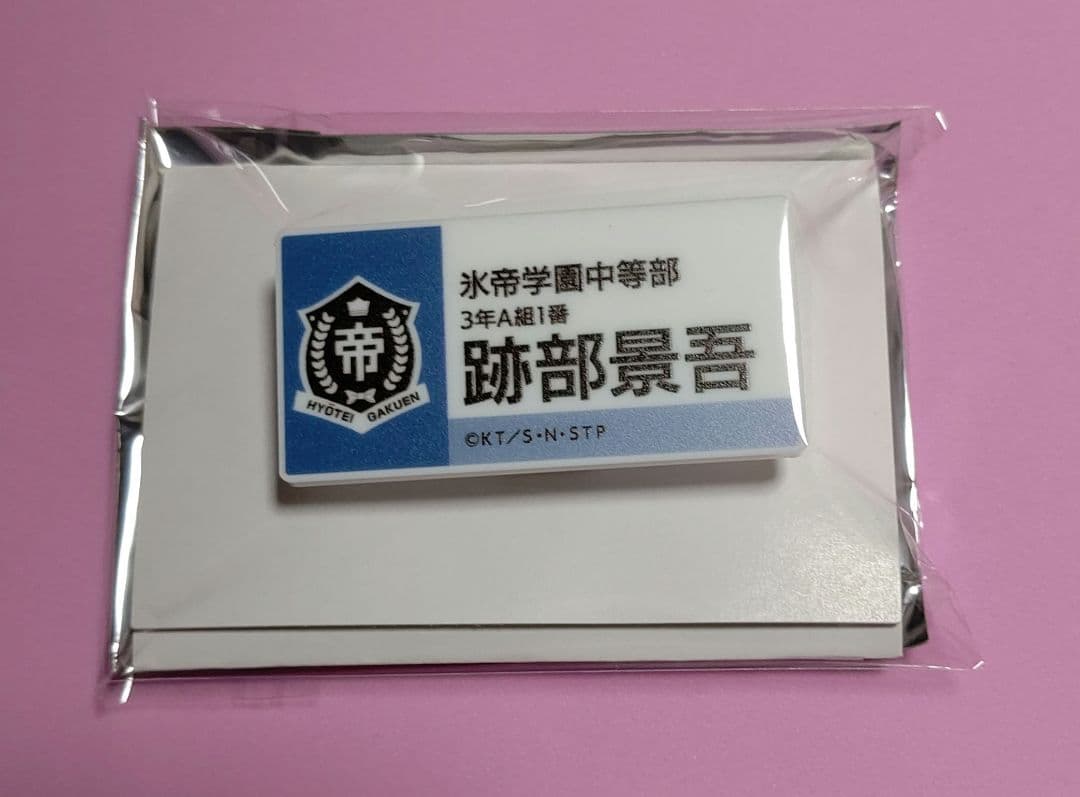 氷帝学園中等部
3年A組1番
跡部景吾
帝
HYŌTEI GAKUEN
©KT/S・N・STP